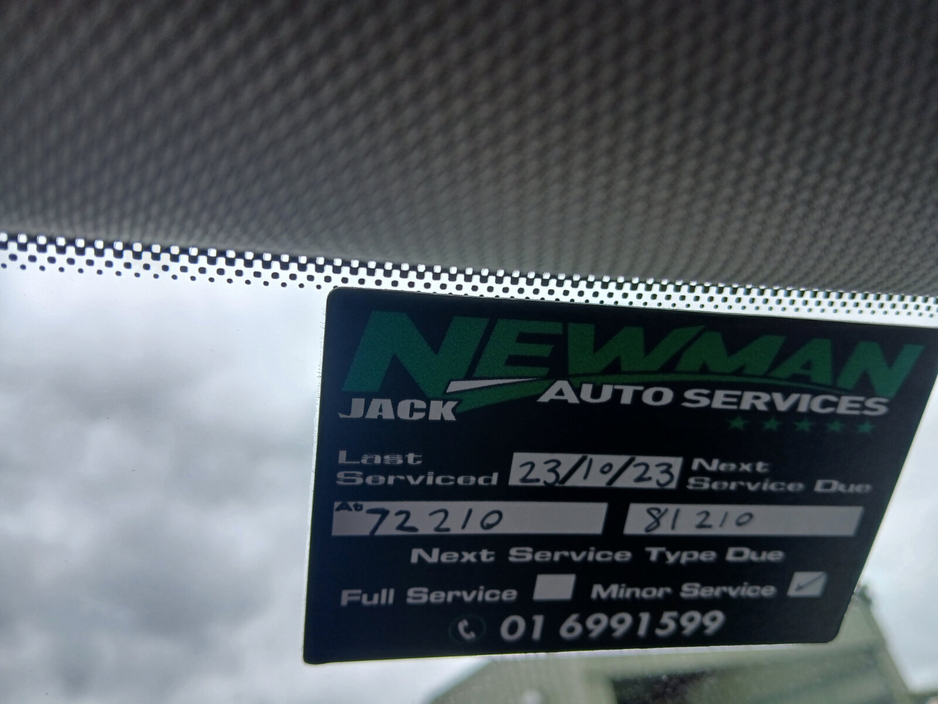 NEWMAN
JACK AUTO SERVICES
Last Serviced 23/10/23 Next Service Due
At 72210 81210
Next Service Type Due
Full Service Minor Service ✓
01 6991599